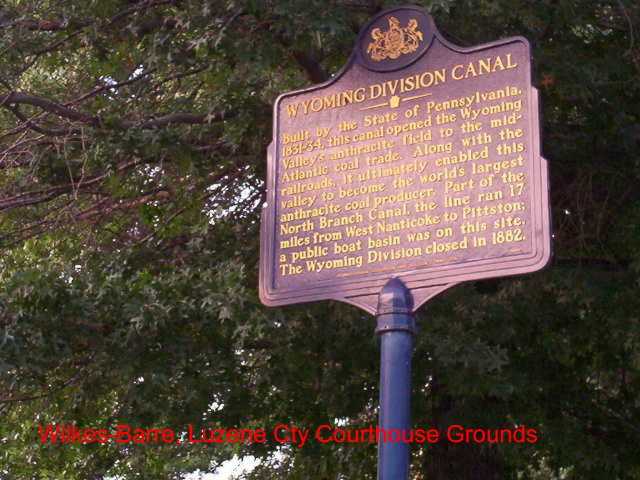 WYOMING DIVISION CANAL
Built by the State of Pennsylvania,
1831-34, this canal opened the Wyoming
Valley's anthracite field to the mid-
Atlantic coal trade. Along with the
railroads, it ultimately enabled this
valley to become the world's largest
anthracite coal producer. Part of the
North Branch Canal, the line ran 17
miles from West Nanticoke to Pittston;
a public boat basin was on this site.
The Wyoming Division closed in 1882.
Wilkes-Barre, Luzene Cty Courthouse Grounds